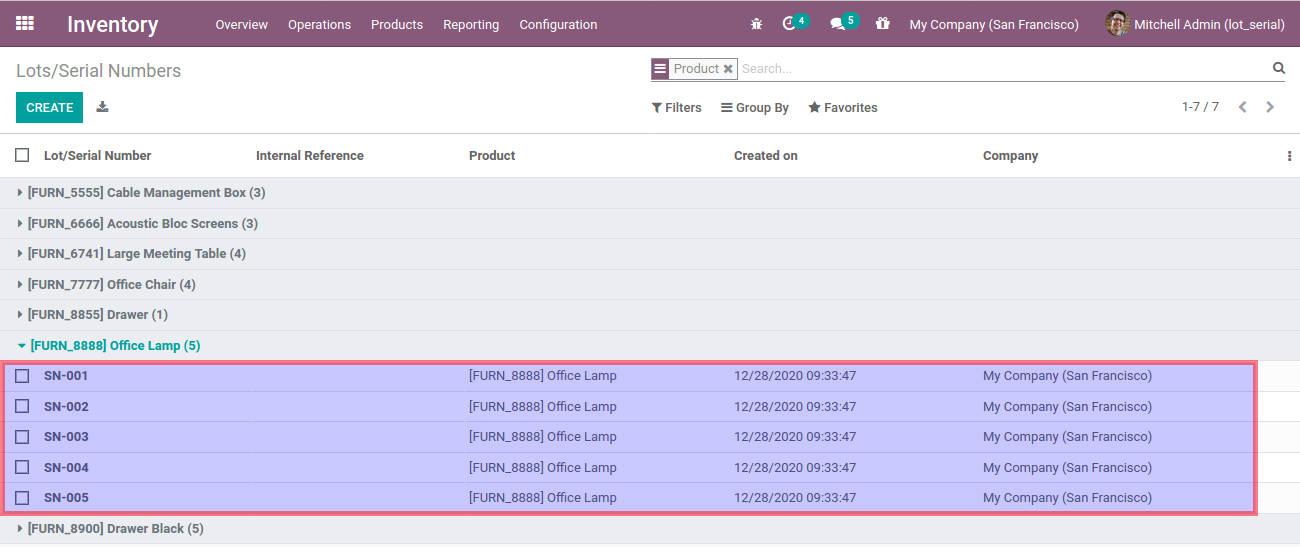 Inventory Overview Operations Products Reporting Configuration 4 5 My Company (San Francisco) Mitchell Admin (lot_serial)
Lots/Serial Numbers Product Search...
CREATE Filters Group By Favorites 1-7 / 7
Lot/Serial Number Internal Reference Product Created on Company
[FURN_5555] Cable Management Box (3)
[FURN_6666] Acoustic Bloc Screens (3)
[FURN_6741] Large Meeting Table (4)
[FURN_7777] Office Chair (4)
[FURN_8855] Drawer (1)
[FURN_8888] Office Lamp (5)
SN-001 [FURN_8888] Office Lamp 12/28/2020 09:33:47 My Company (San Francisco)
SN-002 [FURN_8888] Office Lamp 12/28/2020 09:33:47 My Company (San Francisco)
SN-003 [FURN_8888] Office Lamp 12/28/2020 09:33:47 My Company (San Francisco)
SN-004 [FURN_8888] Office Lamp 12/28/2020 09:33:47 My Company (San Francisco)
SN-005 [FURN_8888] Office Lamp 12/28/2020 09:33:47 My Company (San Francisco)
[FURN_8900] Drawer Black (5)